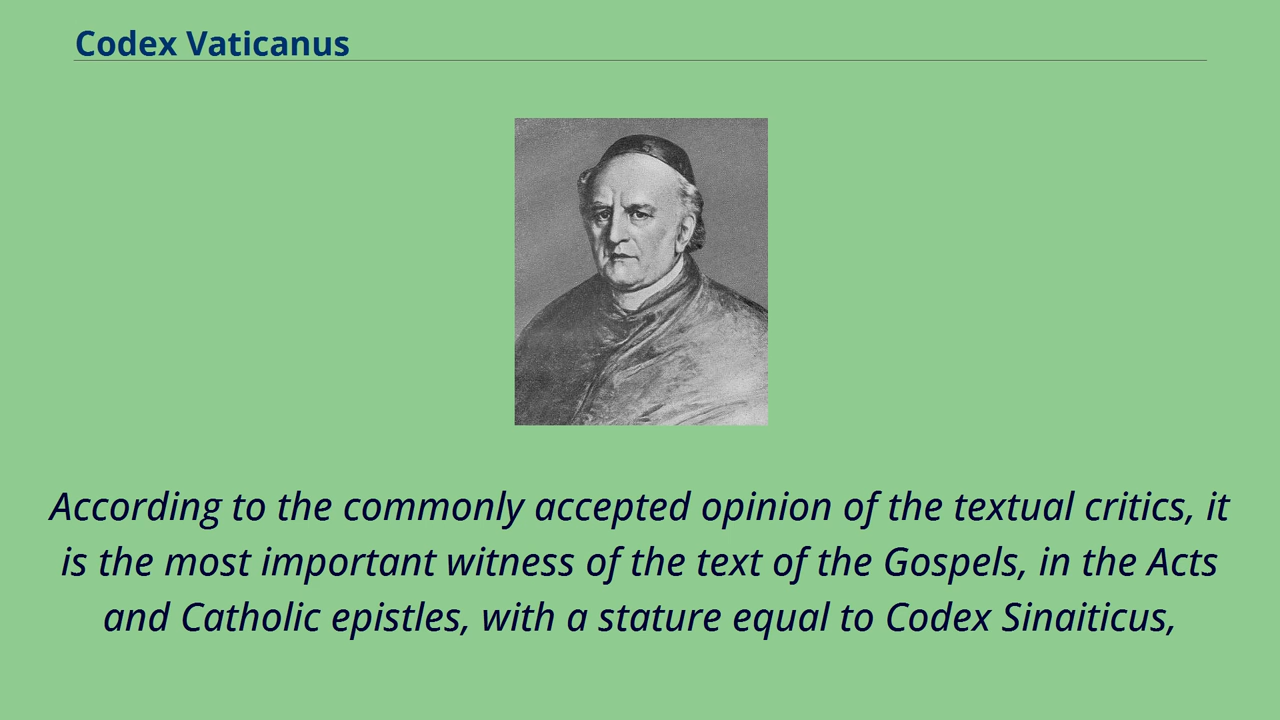 Codex Vaticanus
According to the commonly accepted opinion of the textual critics, it
is the most important witness of the text of the Gospels, in the Acts
and Catholic epistles, with a stature equal to Codex Sinaiticus,